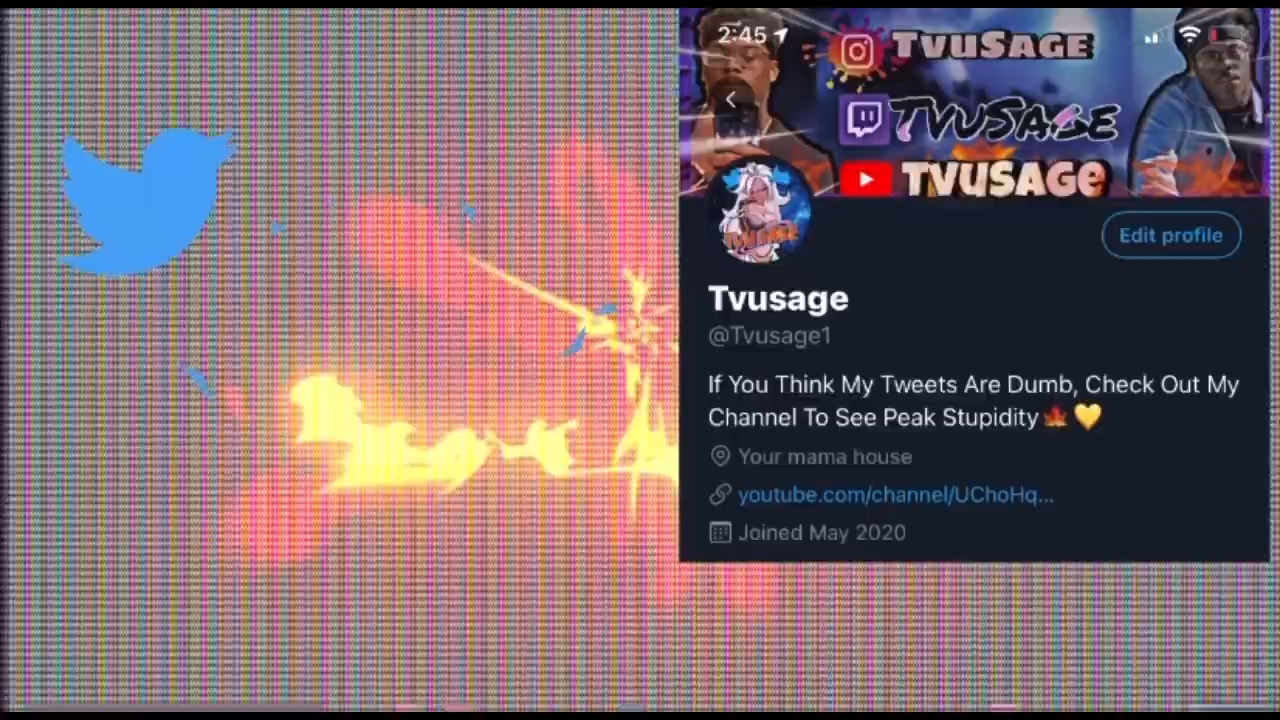 2:45
TvuSage
TvuSage
TVUSAGE
Edit profile
Tvusage
@Tvusage1
If You Think My Tweets Are Dumb, Check Out My
Channel To See Peak Stupidity 🍁💛
Your mama house
youtube.com/channel/UChoHq...
Joined May 2020